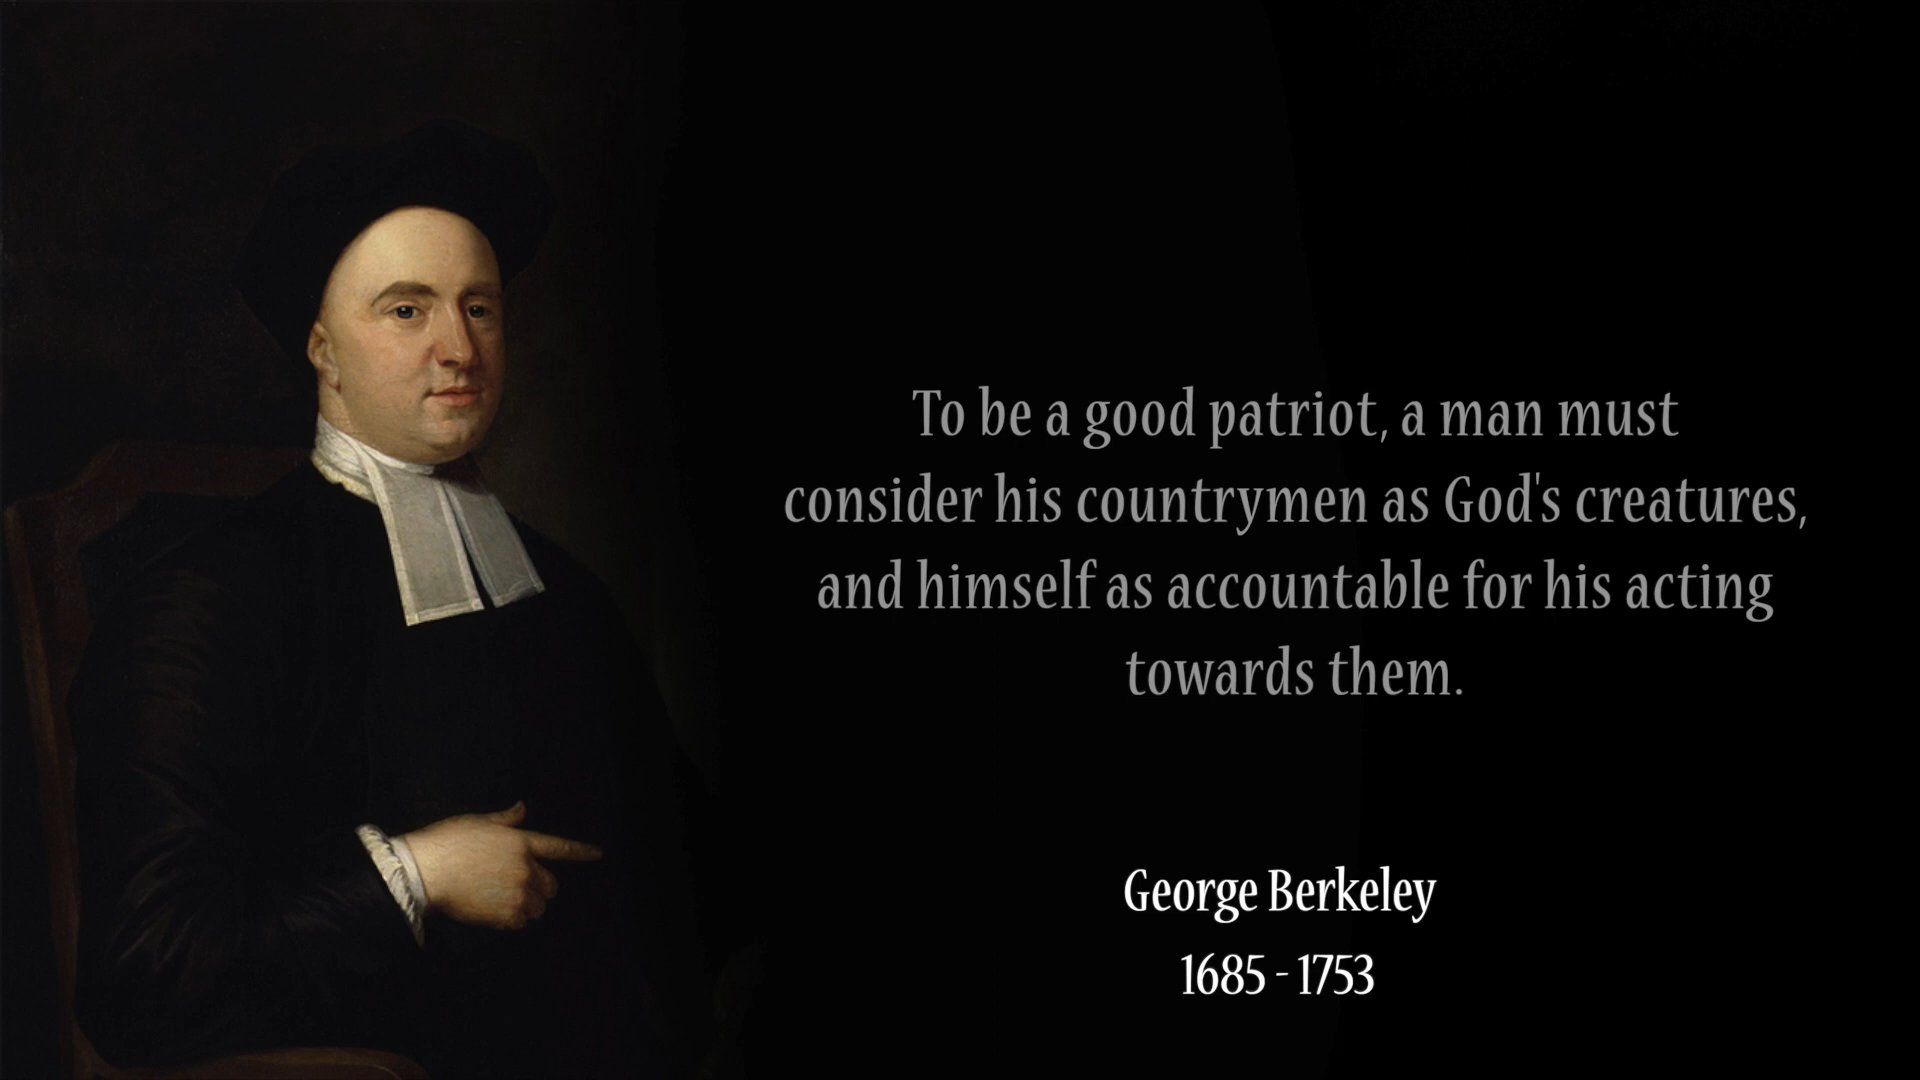 To be a good patriot, a man must
consider his countrymen as God's creatures,
and himself as accountable for his acting
towards them.
George Berkeley
1685 - 1753